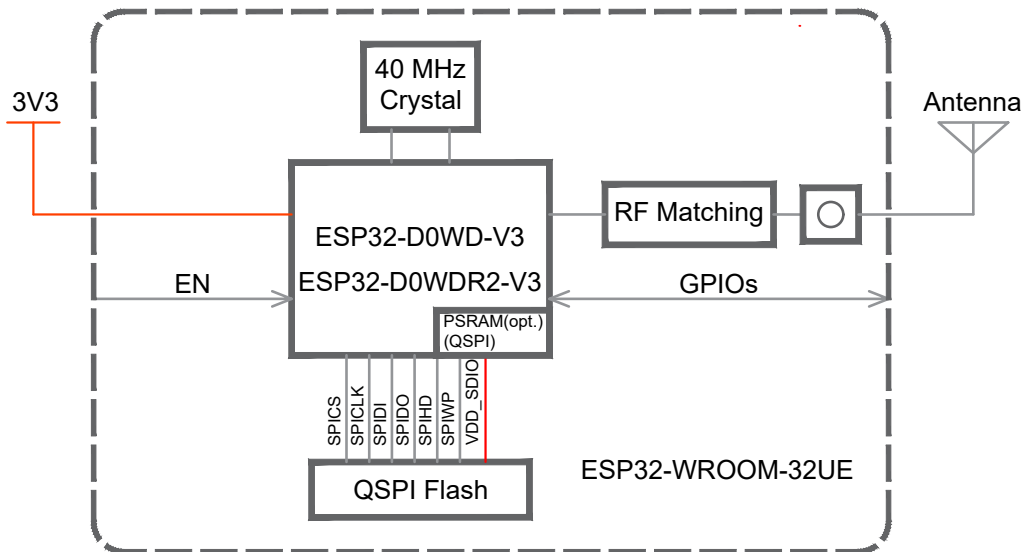 40 MHz
Crystal
3V3
Antenna
RF Matching
ESP32-D0WD-V3
ESP32-D0WDR2-V3
EN
GPIOs
PSRAM(opt.)
(QSPI)
SPICS
SPICLK
SPIDI
SPIDO
SPIHD
SPIWP
VDD_SDIO
QSPI Flash
ESP32-WROOM-32UE